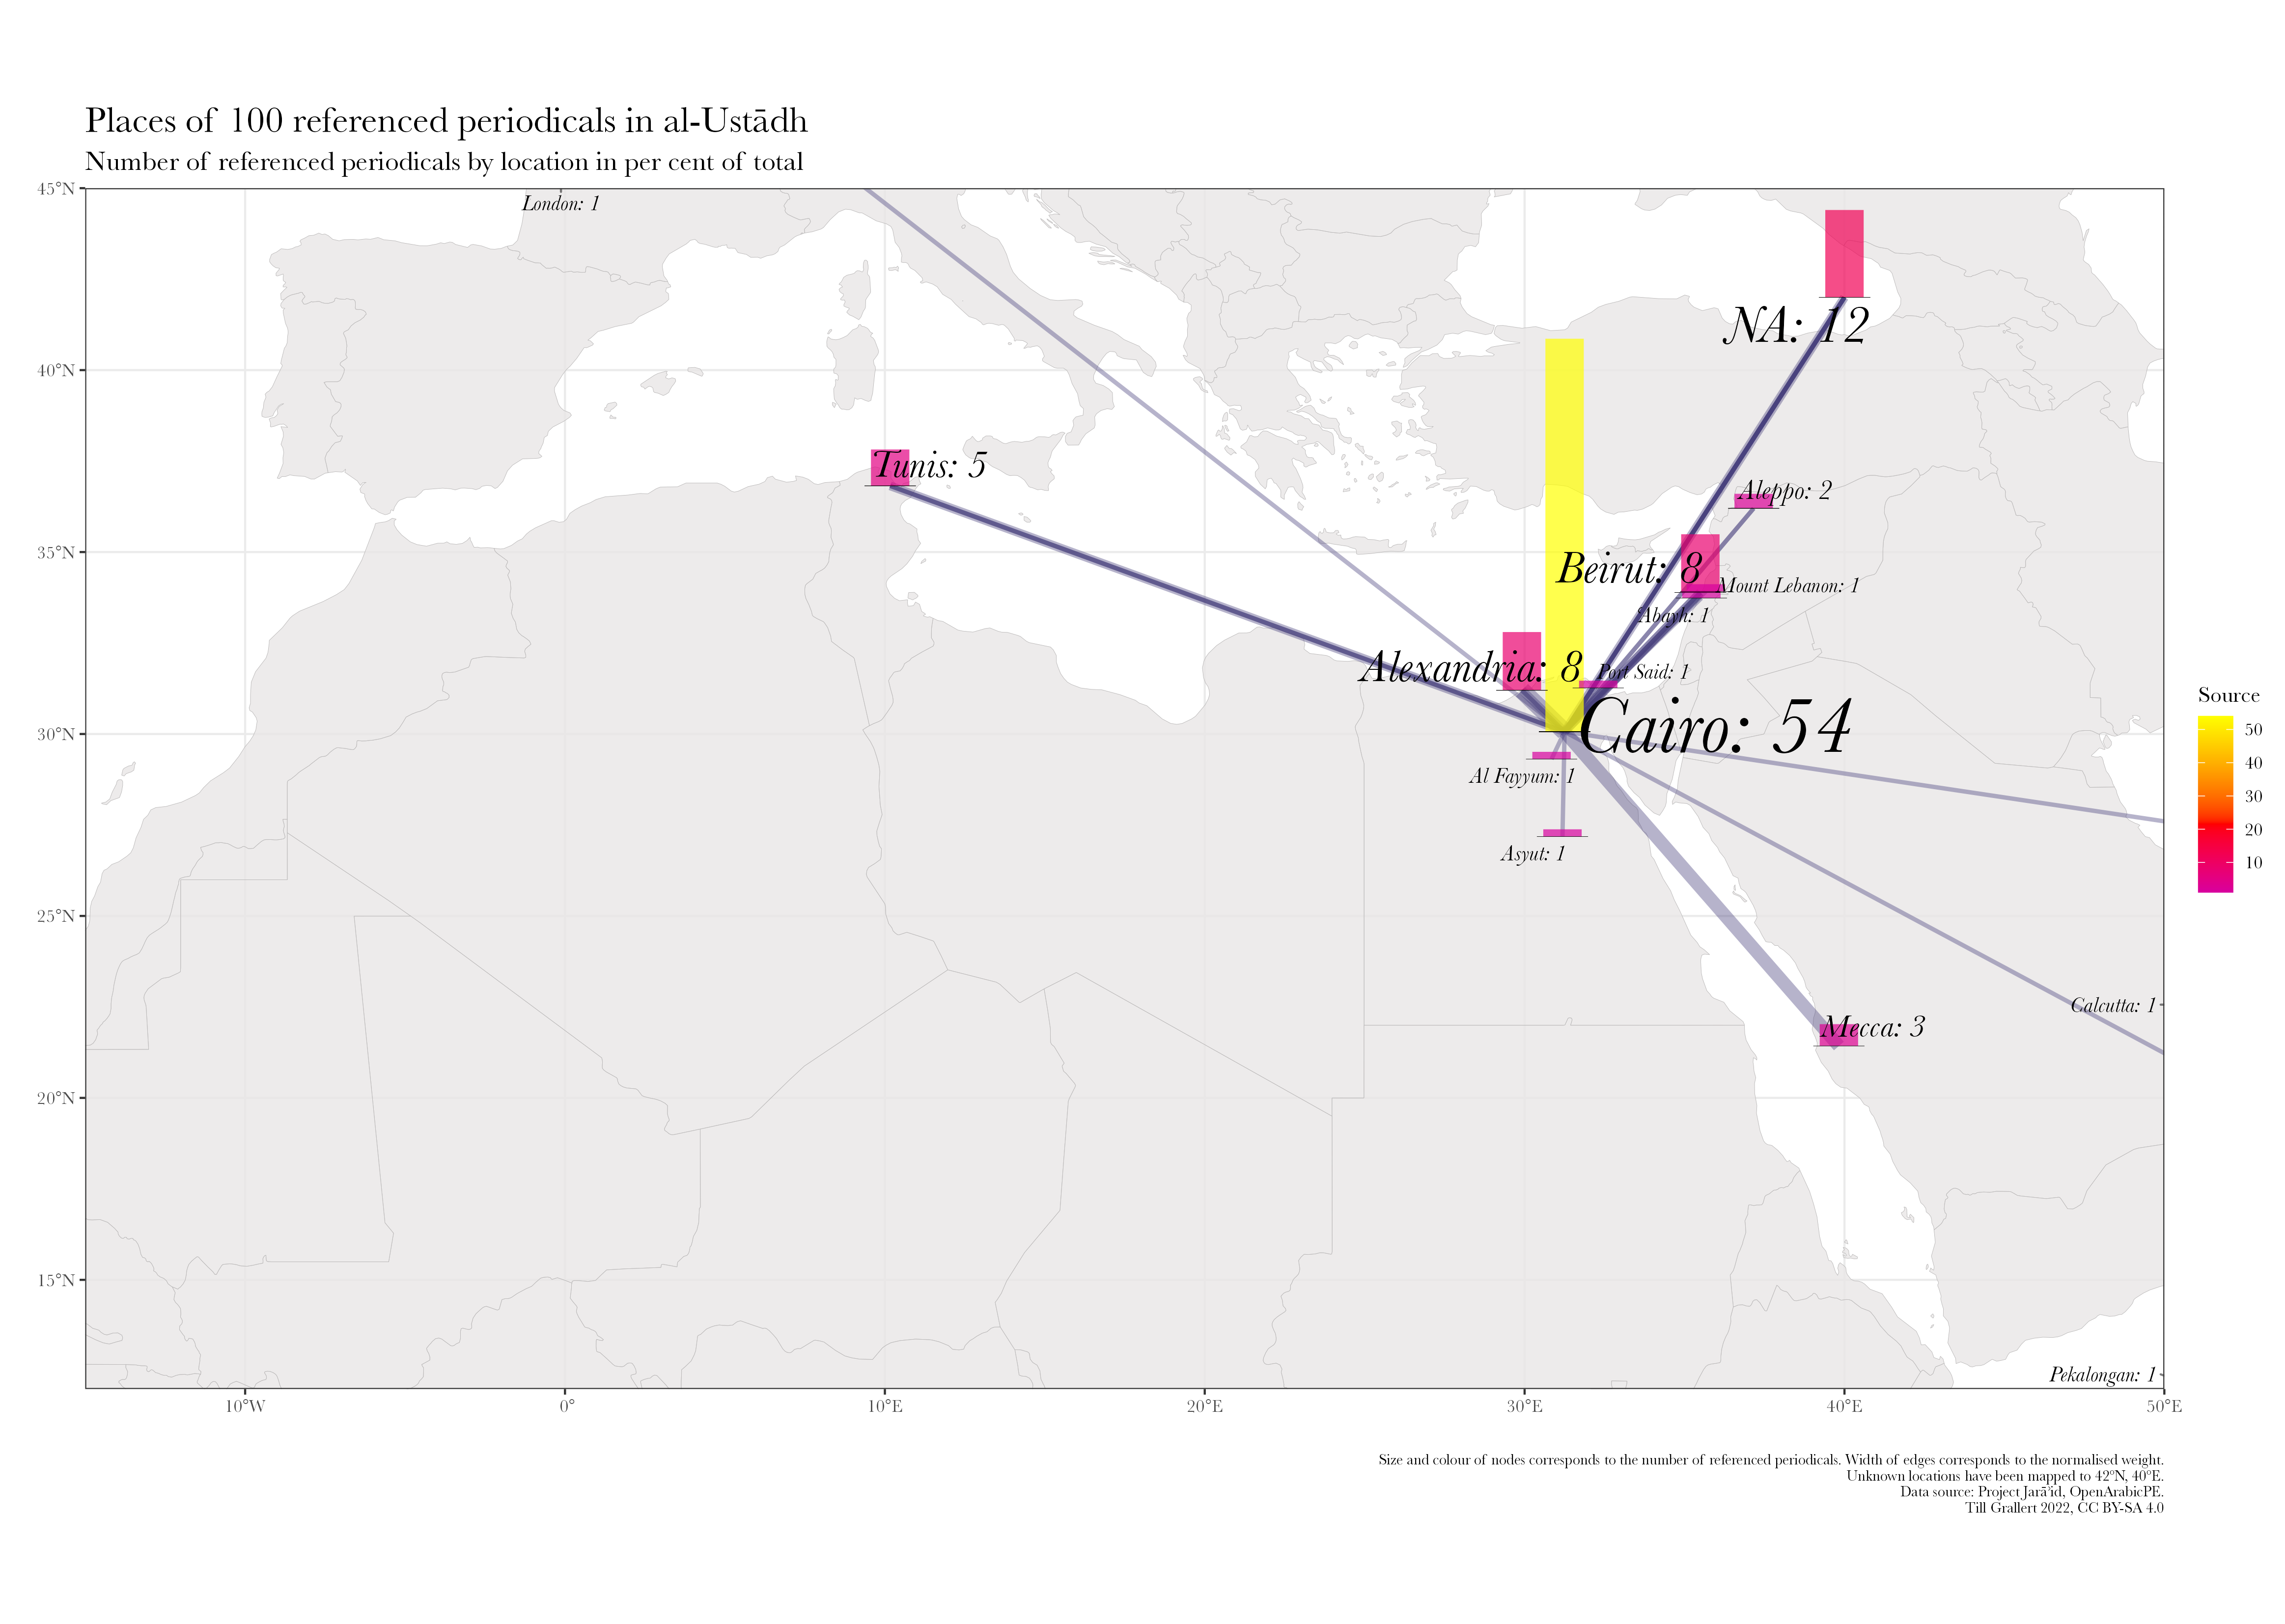 Places of 100 referenced periodicals in al-Ustādh
Number of referenced periodicals by location in per cent of total
45°N
London: 1
NA: 12
40°N
Tunis: 5
Aleppo: 2
35°N
Beirut: 8
Mount Lebanon: 1
ʿAbayh: 1
Alexandria: 8
Port Said: 1
Cairo: 54
30°N
Al Fayyum: 1
Asyut: 1
25°N
Calcutta: 1
Mecca: 3
20°N
15°N
Pekalongan: 1
10°W
0°
10°E
20°E
30°E
40°E
50°E
Source
50
40
30
20
10
Size and colour of nodes corresponds to the number of referenced periodicals. Width of edges corresponds to the normalised weight.
Unknown locations have been mapped to 42°N, 40°E.
Data source: Project Jarāʾid, OpenArabicPE.
Till Grallert 2022, CC BY-SA 4.0